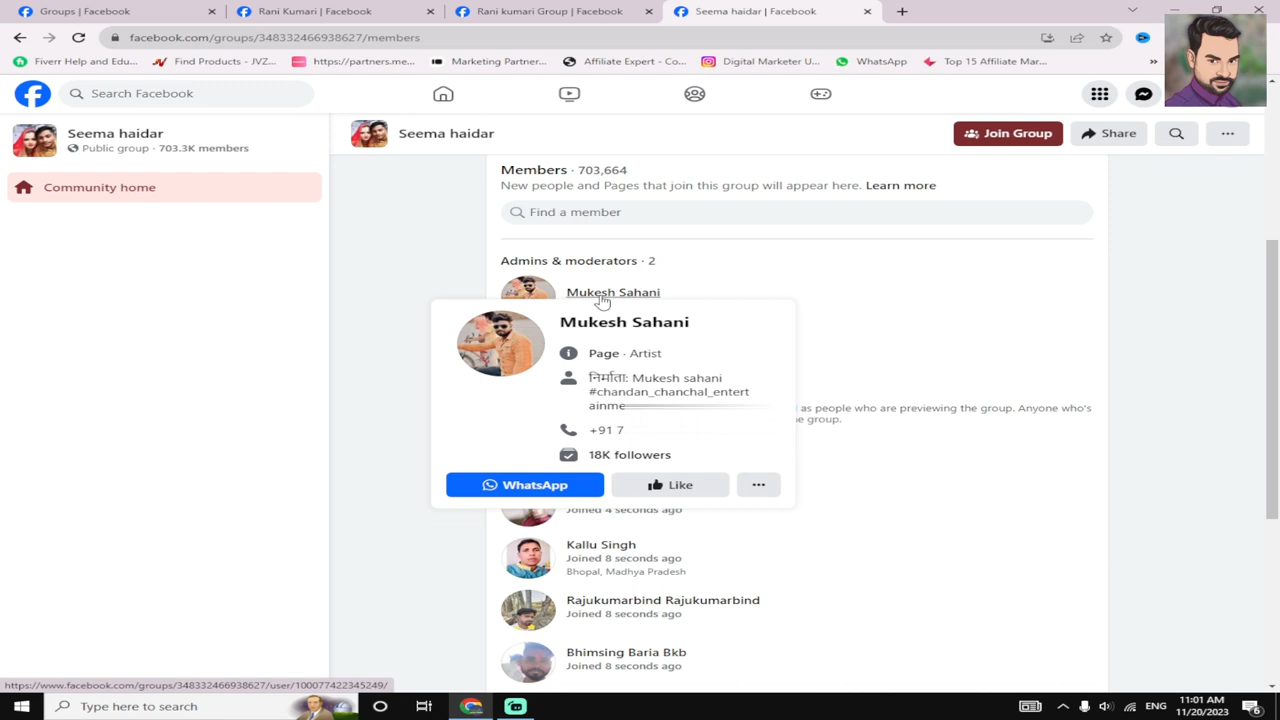 Groups | Facebook
Rani Kumari | Facebook
Rani kumari Group | Facebook
Seema haidar | Facebook
facebook.com/groups/348332466938627/members
Fiverr Help and Edu...
Find Products - JVZ...
https://partners.me...
Marketing Partner...
Affiliate Expert - Co...
Digital Marketer U...
WhatsApp
Top 15 Affiliate Mar...
Search Facebook
Seema haidar
Public group · 703.3K members
Community home
Seema haidar
Join Group
Share
Members · 703,664
New people and Pages that join this group will appear here. Learn more
Find a member
Admins & moderators · 2
Mukesh Sahani
Mukesh Sahani
Page · Artist
निर्माता: Mukesh sahani
#chandan_chanchal_entert
ainme
+91 7
18K followers
WhatsApp
Like
as people who are previewing the group. Anyone who's
e group.
Joined 4 seconds ago
Kallu Singh
Joined 8 seconds ago
Bhopal, Madhya Pradesh
Rajukumarbind Rajukumarbind
Joined 8 seconds ago
Bhimsing Baria Bkb
Joined 8 seconds ago
https://www.facebook.com/groups/348332466938627/user/100077422345249/
Type here to search
ENG
11:01 AM
11/20/2023
6